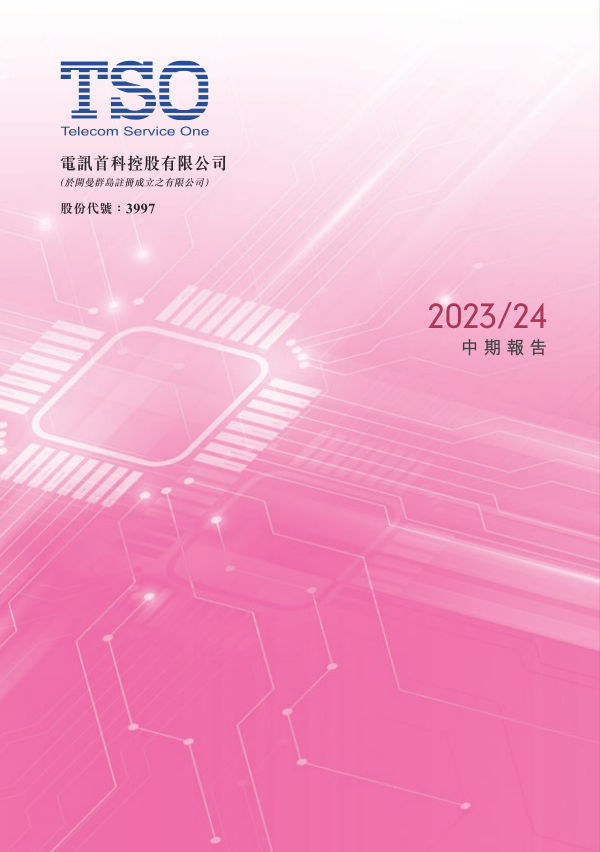 TSO
Telecom Service One
電訊首科控股有限公司
(於開曼群島註冊成立之有限公司)
股份代號：3997
2023/24
中期報告